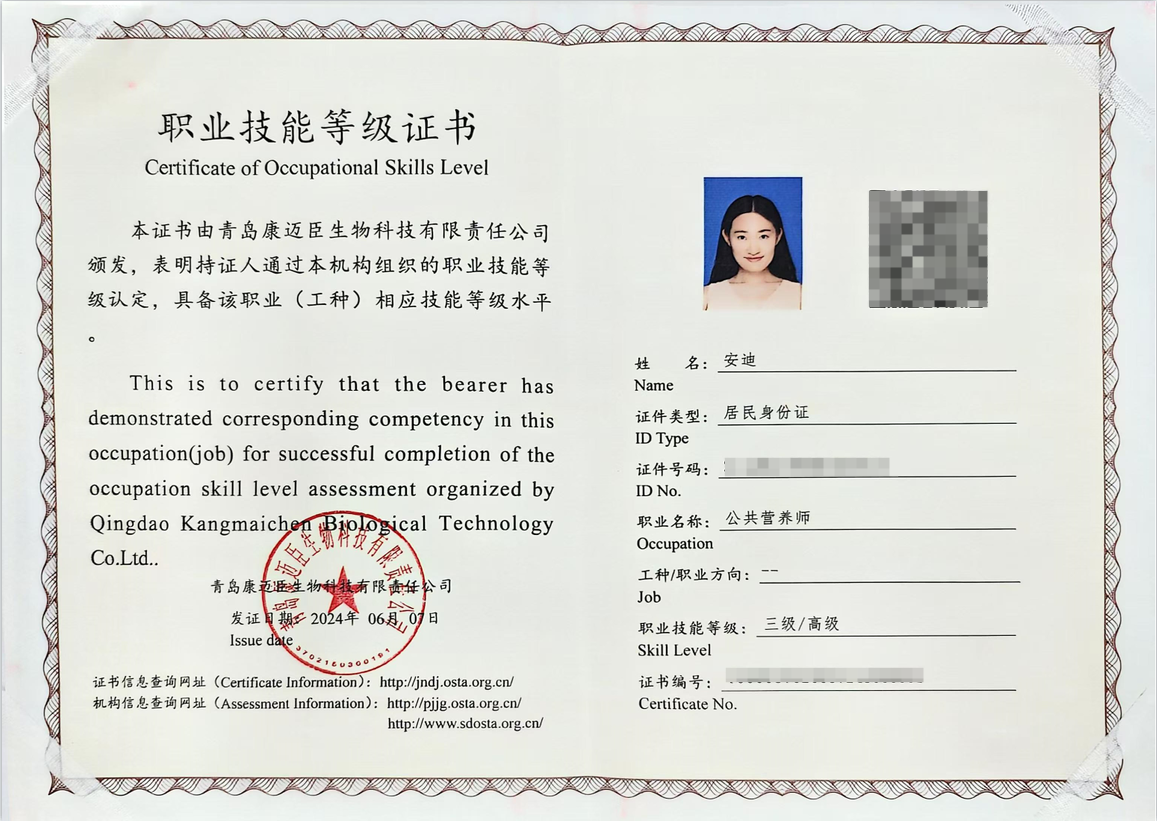 职业技能等级证书
Certificate of Occupational Skills Level
本证书由青岛康迈臣生物科技有限责任公司
颁发，表明持证人通过本机构组织的职业技能等
级认定，具备该职业（工种）相应技能等级水平
。
This is to certify that the bearer has
demonstrated corresponding competency in this
occupation(job) for successful completion of the
occupation skill level assessment organized by
Qingdao Kangmaichen Biological Technology
Co.Ltd..
青岛康迈臣生物科技有限责任公司
青岛康迈臣生物科技有限责任公司
发证日期：2024年 06月 07日
Issue date
证书信息查询网址（Certificate Information）：http://jndj.osta.org.cn/
机构信息查询网址（Assessment Information）：http://pjjg.osta.org.cn/
http://www.sdosta.org.cn/
姓 名：安迪
Name
证件类型：居民身份证
ID Type
证件号码：
ID No.
职业名称：公共营养师
Occupation
工种/职业方向：--
Job
职业技能等级：三级/高级
Skill Level
证书编号：
Certificate No.